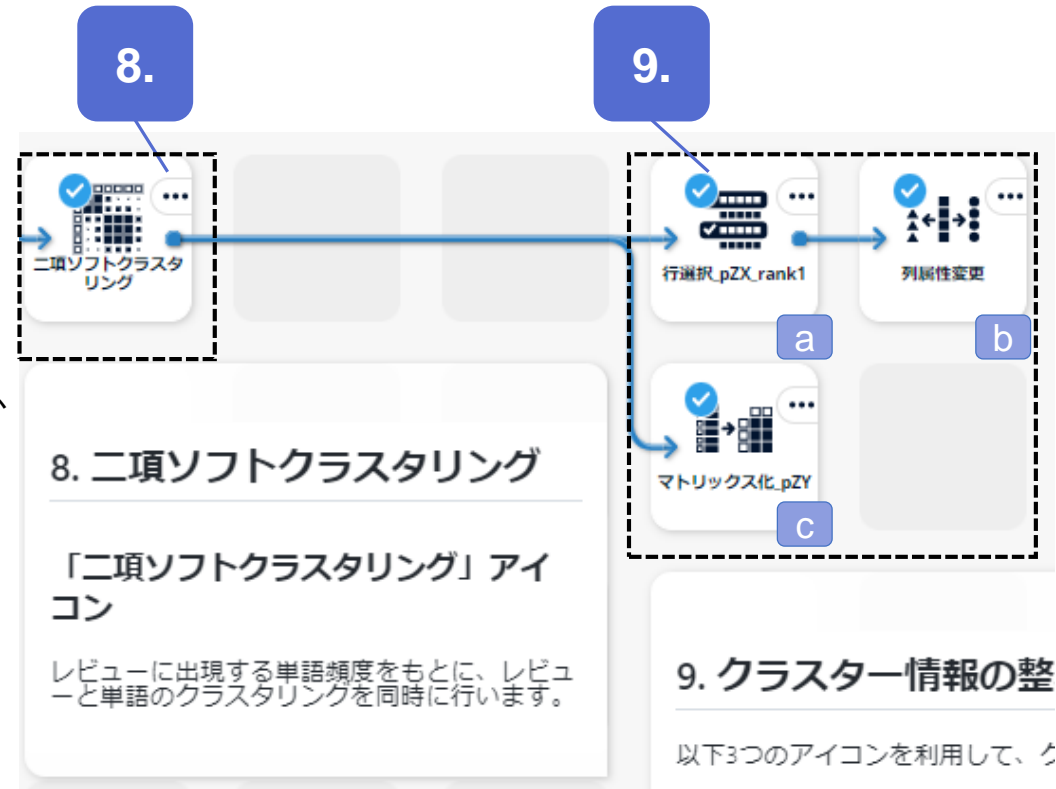 8.
9.
二項ソフトクラスタ
リング
行選択_pZX_rank1
列属性変更
a
b
マトリックス化_pZY
c
、
8. 二項ソフトクラスタリング
「二項ソフトクラスタリング」アイ
コン
レビューに出現する単語頻度をもとに、レビュ
ーと単語のクラスタリングを同時に行います。
9. クラスター情報の整
以下3つのアイコンを利用して、ク